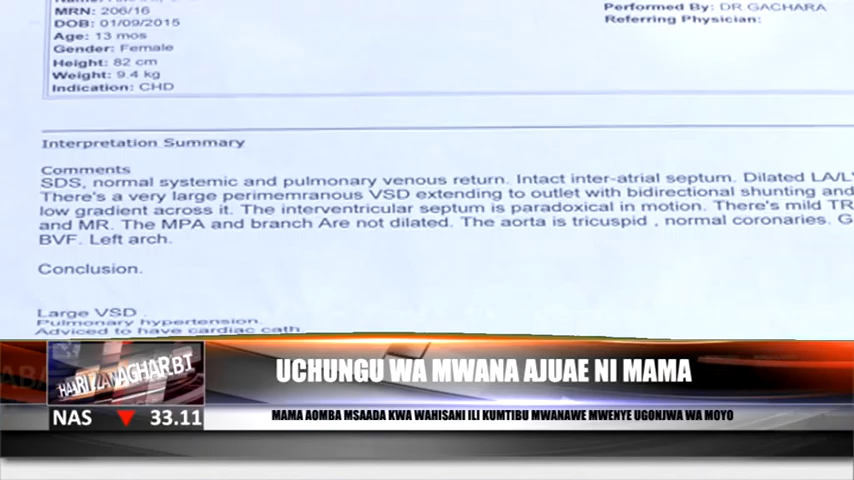 MRN: 206/16
DOB: 01/09/2015
Age: 13 mos
Gender: Female
Height: 82 cm
Weight: 9.4 kg
Indication: CHD
Performed By: DR GACHARA
Referring Physician:
Interpretation Summary
Comments
SDS, normal systemic and pulmonary venous return. Intact inter-atrial septum. Dilated LA/LV
There's a very large perimemranous VSD extending to outlet with bidirectional shunting and
low gradient across it. The interventricular septum is paradoxical in motion. There's mild TR
and MR. The MPA and branch Are not dilated. The aorta is tricuspid , normal coronaries. G
BVF. Left arch.
Conclusion.
Large VSD .
Pulmonary hypertension.
Adviced to have cardiac cath.
UCHUNGU WA MWANA AJUAE NI MAMA
NAS ▼ 33.11
MAMA AOMBA MSAADA KWA WAHISANI ILI KUMTIBU MWANAWE MWENYE UGONJWA WA MOYO